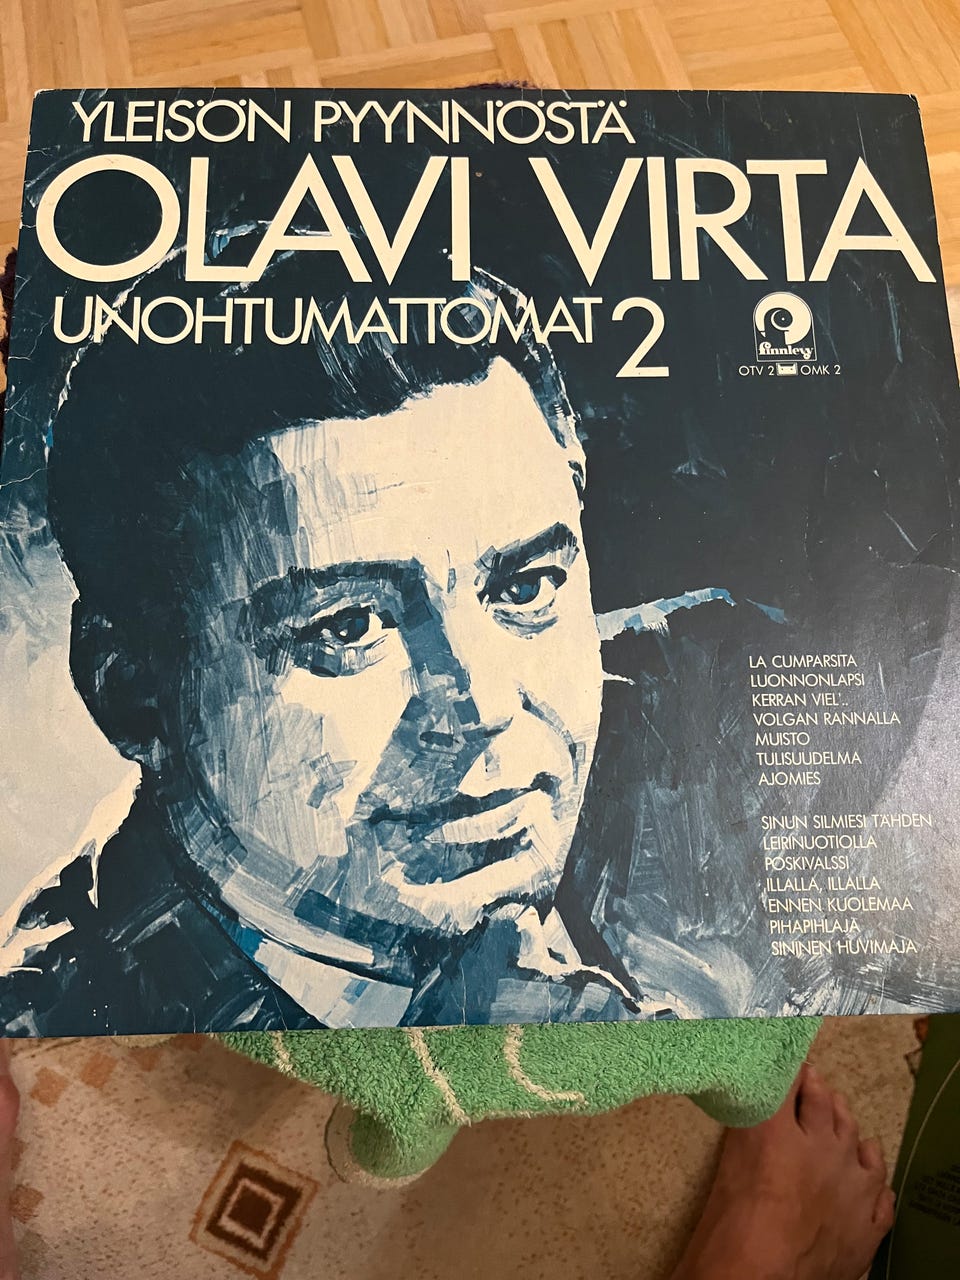 YLEISÖN PYYNNÖSTÄ
OLAVI VIRTA
UNOHTUMATTOMAT 2
finnlevy
OTV 2 OMK 2
LA CUMPARSITA
LUONNONLAPSI
KERRAN VIEL'..
VOLGAN RANNALLA
MUISTO
TULISUUDELMA
AJOMIES
SINUN SILMIESI TÄHDEN
LEIRINUOTIOLLA
POSKIVALSSI
ILLALLA, ILLALLA
ENNEN KUOLEMAA
PIHAPIHLAJA
SININEN HUVIMAJA